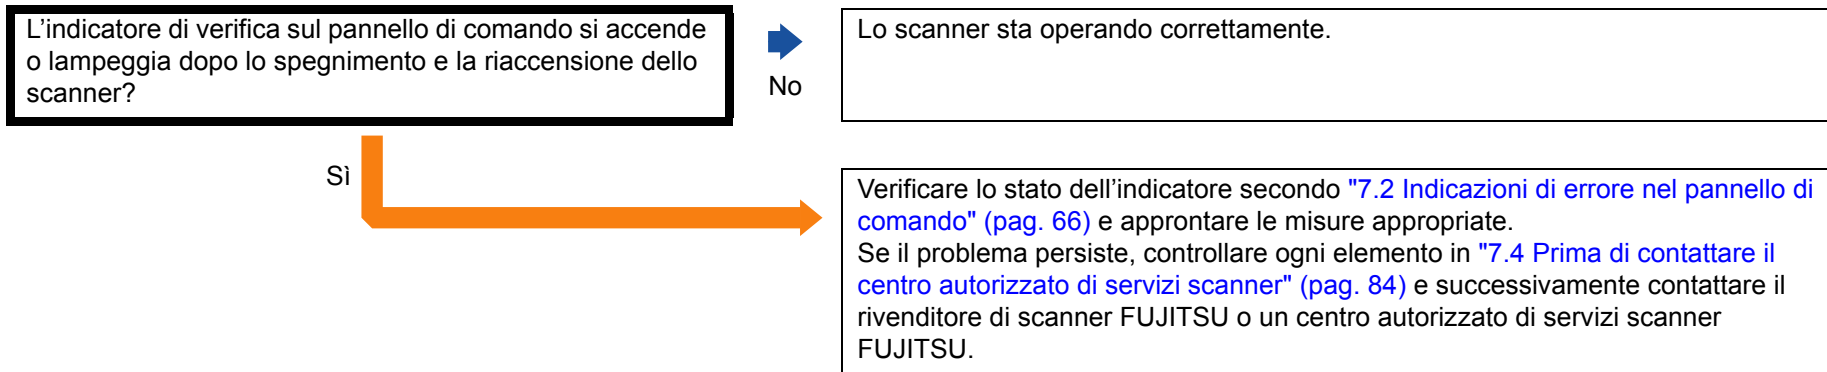 L’indicatore di verifica sul pannello di comando si accende
o lampeggia dopo lo spegnimento e la riaccensione dello
scanner?
No
Lo scanner sta operando correttamente.
Sì
Verificare lo stato dell’indicatore secondo "7.2 Indicazioni di errore nel pannello di
comando" (pag. 66) e approntare le misure appropriate.
Se il problema persiste, controllare ogni elemento in "7.4 Prima di contattare il
centro autorizzato di servizi scanner" (pag. 84) e successivamente contattare il
rivenditore di scanner FUJITSU o un centro autorizzato di servizi scanner
FUJITSU.